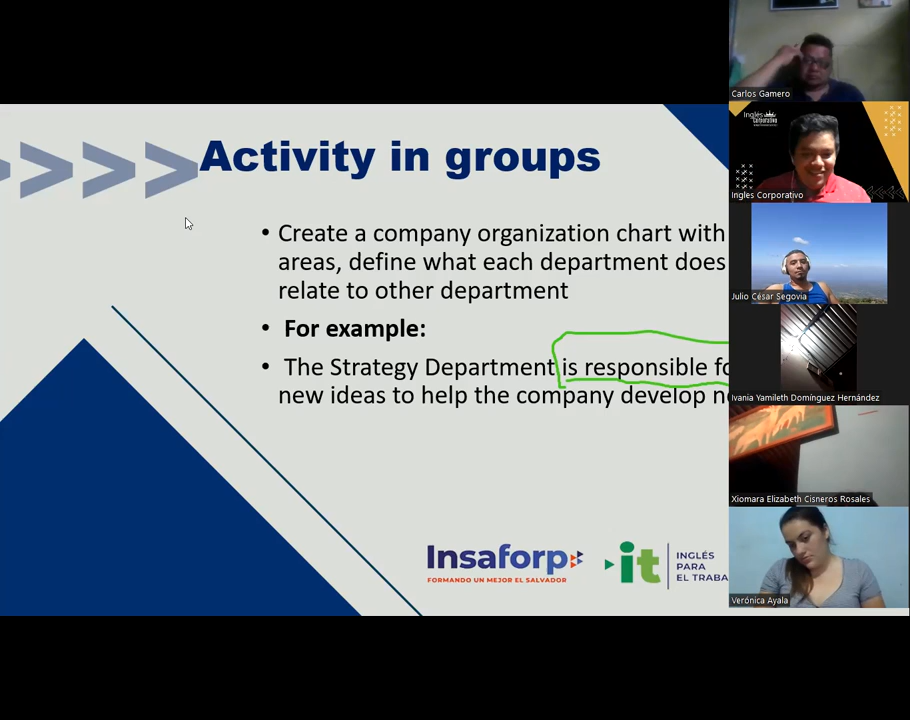 Activity in groups
• Create a company organization chart with
areas, define what each department does
relate to other department
• For example:
• The Strategy Department is responsible
new ideas to help the company develop
Insaforp
FORMANDO UN MEJOR EL SALVADOR
it
INGLÉS
PARA
EL
Carlos Gamero
Inglés
Corporativo
Ingles Corporativo
Julio César Segovia
Ivania Yamileth Domínguez Hernández
Xiomara Elizabeth Cisneros Rosales
Verónica Ayala